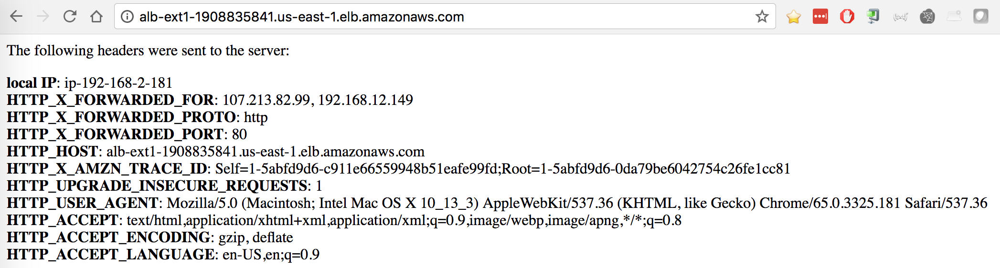 alb-ext1-1908835841.us-east-1.elb.amazonaws.com
(txt)
The following headers were sent to the server:
local IP: ip-192-168-2-181
HTTP_X_FORWARDED_FOR: 107.213.82.99, 192.168.12.149
HTTP_X_FORWARDED_PROTO: http
HTTP_X_FORWARDED_PORT: 80
HTTP_HOST: alb-ext1-1908835841.us-east-1.elb.amazonaws.com
HTTP_X_AMZN_TRACE_ID: Self=1-5abfd9d6-c911e66559948b51eafe99fd;Root=1-5abfd9d6-0da79be6042754c26fe1cc81
HTTP_UPGRADE_INSECURE_REQUESTS: 1
HTTP_USER_AGENT: Mozilla/5.0 (Macintosh; Intel Mac OS X 10_13_3) AppleWebKit/537.36 (KHTML, like Gecko) Chrome/65.0.3325.181 Safari/537.36
HTTP_ACCEPT: text/html,application/xhtml+xml,application/xml;q=0.9,image/webp,image/apng,*/*;q=0.8
HTTP_ACCEPT_ENCODING: gzip, deflate
HTTP_ACCEPT_LANGUAGE: en-US,en;q=0.9